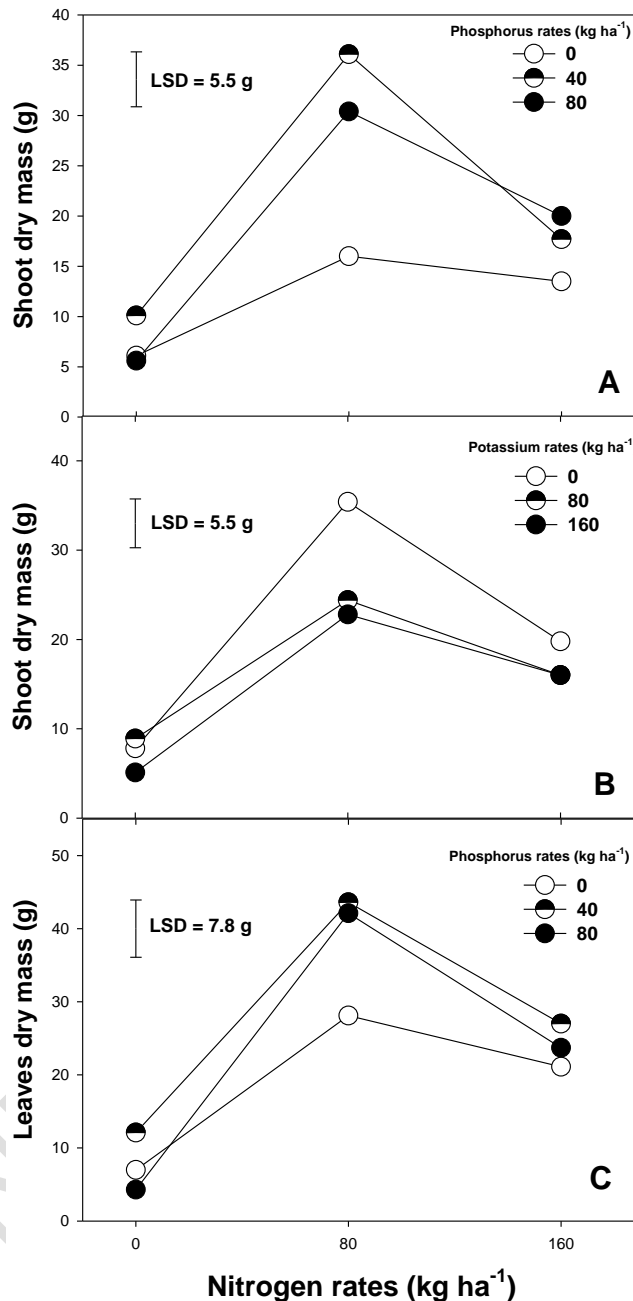 40
35
30
25
20
15
10
5
0
Shoot dry mass (g)
LSD = 5.5 g
Phosphorus rates (kg ha⁻¹)
0
40
80
A
40
30
20
10
0
Shoot dry mass (g)
LSD = 5.5 g
Potassium rates (kg ha⁻¹
0
80
160
B
50
40
30
20
10
0
Leaves dry mass (g)
LSD = 7.8 g
Phosphorus rates (kg ha⁻¹)
0
40
80
C
0 80 160
Nitrogen rates (kg ha⁻¹)